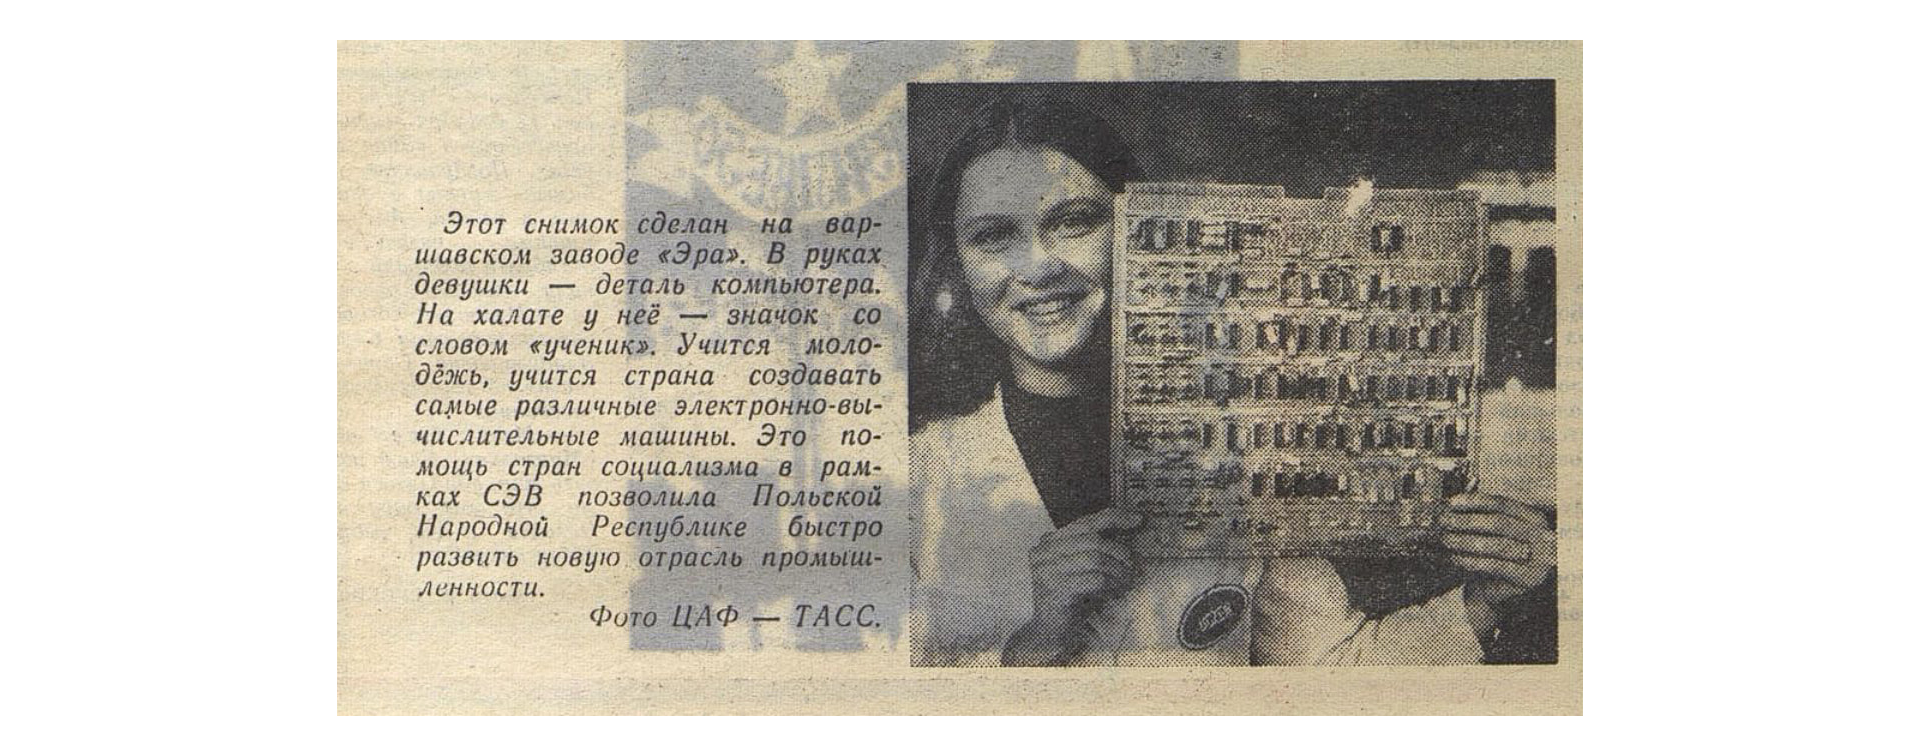 Этот снимок сделан на вар-
шавском заводе «Эра». В руках
девушки — деталь компьютера.
На халате у неё — значок со
словом «ученик». Учится моло-
дёжь, учится страна создавать
самые различные электронно-вы-
числительные машины. Это по-
мощь стран социализма в рам-
ках СЭВ позволила Польской
Народной Республике быстро
развить новую отрасль промыш-
ленности.
Фото ЦАФ — ТАСС.